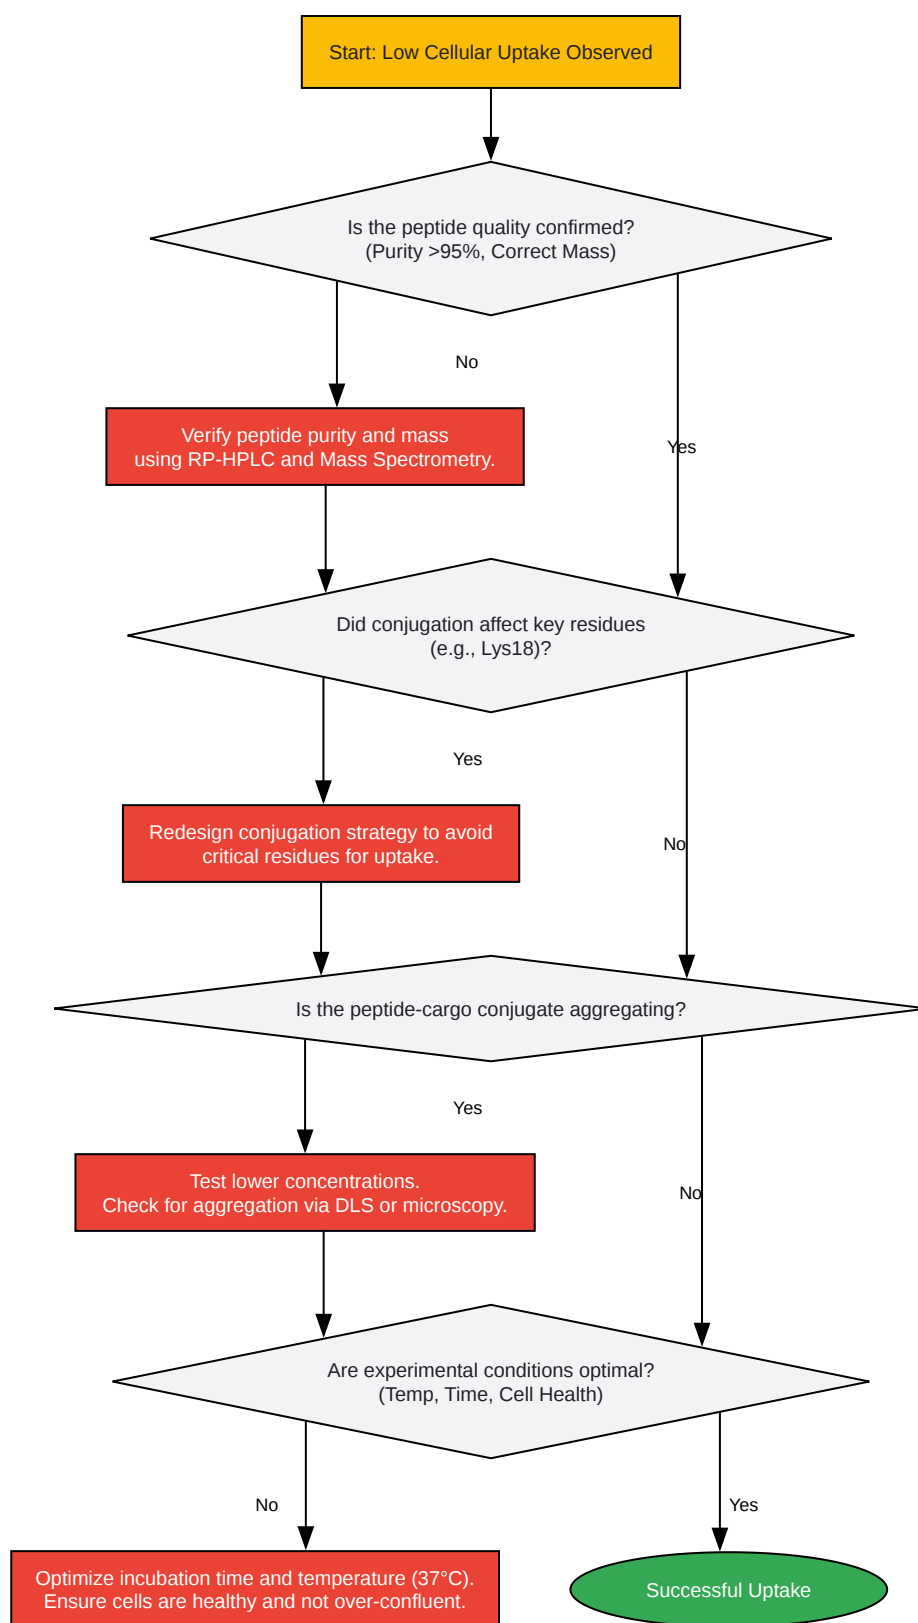 Start: Low Cellular Uptake Observed
Is the peptide quality confirmed?
(Purity >95%, Correct Mass)
No
Verify peptide purity and mass
using RP-HPLC and Mass Spectrometry.
Yes
Did conjugation affect key residues
(e.g., Lys18)?
Yes
Redesign conjugation strategy to avoid
critical residues for uptake.
No
Is the peptide-cargo conjugate aggregating?
Yes
Test lower concentrations.
Check for aggregation via DLS or microscopy.
No
Are experimental conditions optimal?
(Temp, Time, Cell Health)
No
Yes
Optimize incubation time and temperature (37°C).
Ensure cells are healthy and not over-confluent.
Successful Uptake